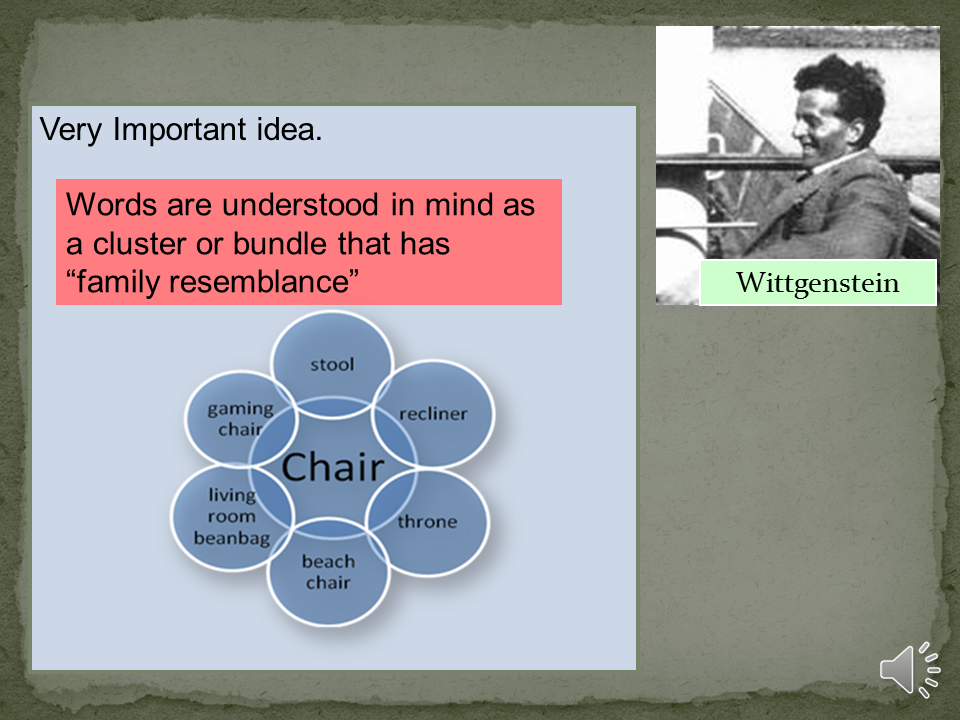 Very Important idea.
Words are understood in mind as
a cluster or bundle that has
“family resemblance”
Wittgenstein
stool
gaming
chair
recliner
Chair
living
room
beanbag
throne
beach
chair